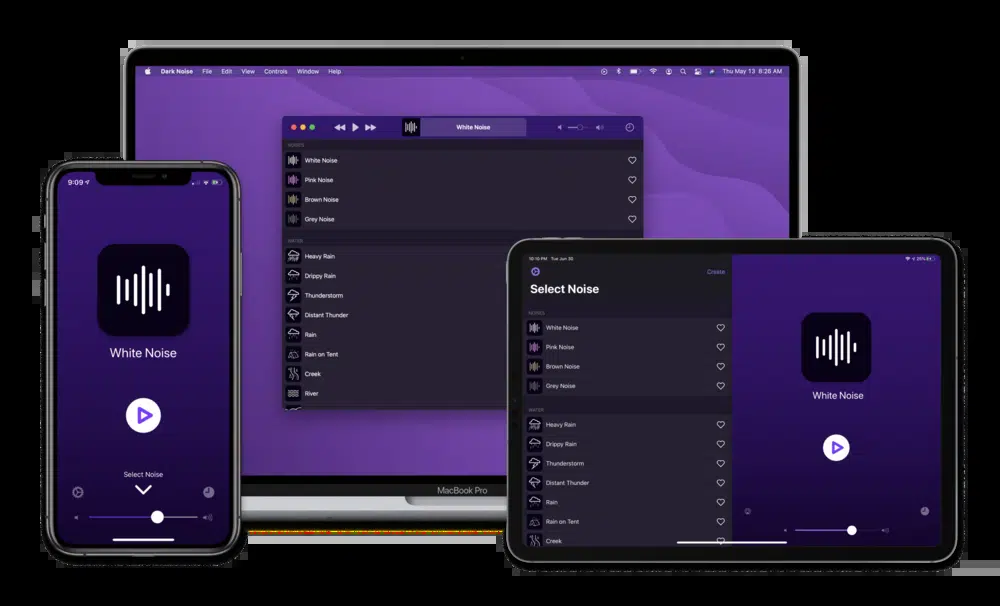 Dark Noise File Edit View Controls Window Help Thu May 13 8:28 AM
White Noise
NOISES
White Noise
Pink Noise
Brown Noise
Grey Noise
WATER
Heavy Rain
Drippy Rain
Thunderstorm
Distant Thunder
Rain
Rain on Tent
Creek
River
MacBook Pro
9:09
White Noise
Select Noise
10:15 PM Tue Jun 30
25%
Create
Select Noise
NOISES
White Noise
Pink Noise
Brown Noise
Grey Noise
WATER
Heavy Rain
Drippy Rain
Thunderstorm
Distant Thunder
Rain
Rain on Tent
Creek
White Noise